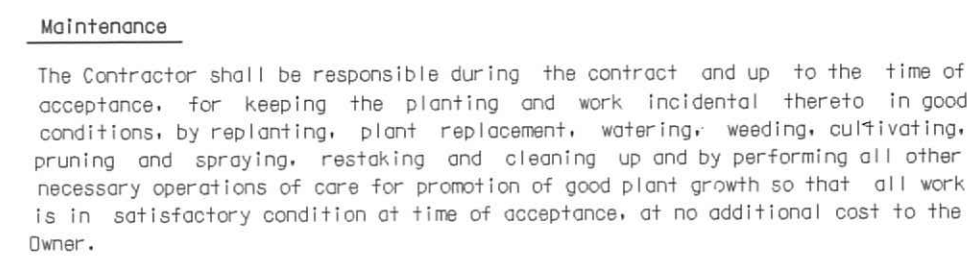 Maintenance
The Contractor shall be responsible during the contract and up to the time of
acceptance, for keeping the planting and work incidental thereto in good
conditions, by replanting, plant replacement, watering, weeding, cultivating,
pruning and spraying, restaking and cleaning up and by performing all other
necessary operations of care for promotion of good plant growth so that all work
is in satisfactory condition at time of acceptance, at no additional cost to the
Owner.